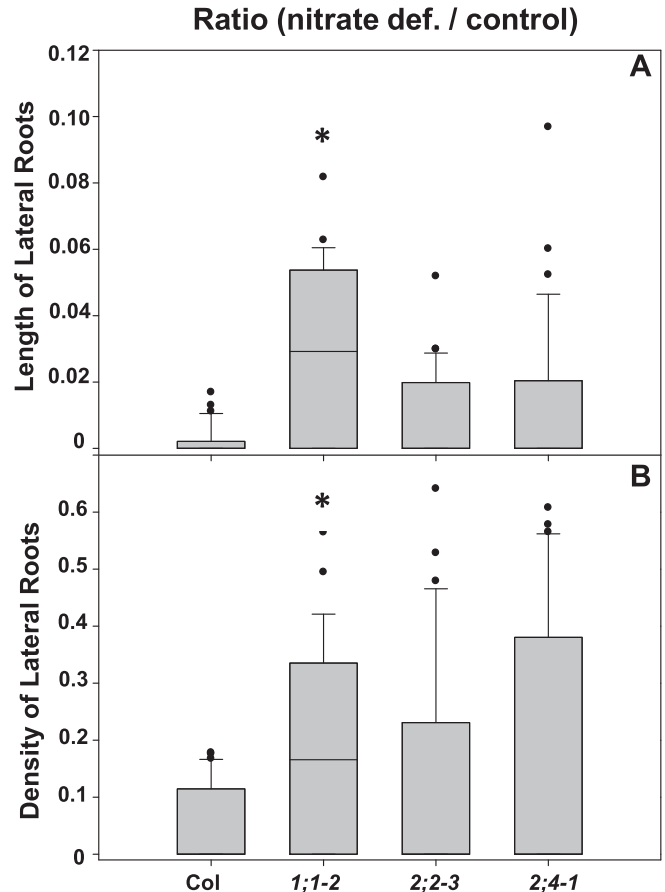 Ratio (nitrate def. / control)
A
Length of Lateral Roots
0.12
0.10
0.08
0.06
0.04
0.02
0
*
B
Density of Lateral Roots
0.6
0.5
0.4
0.3
0.2
0.1
0
*
Col 1;1-2 2;2-3 2;4-1